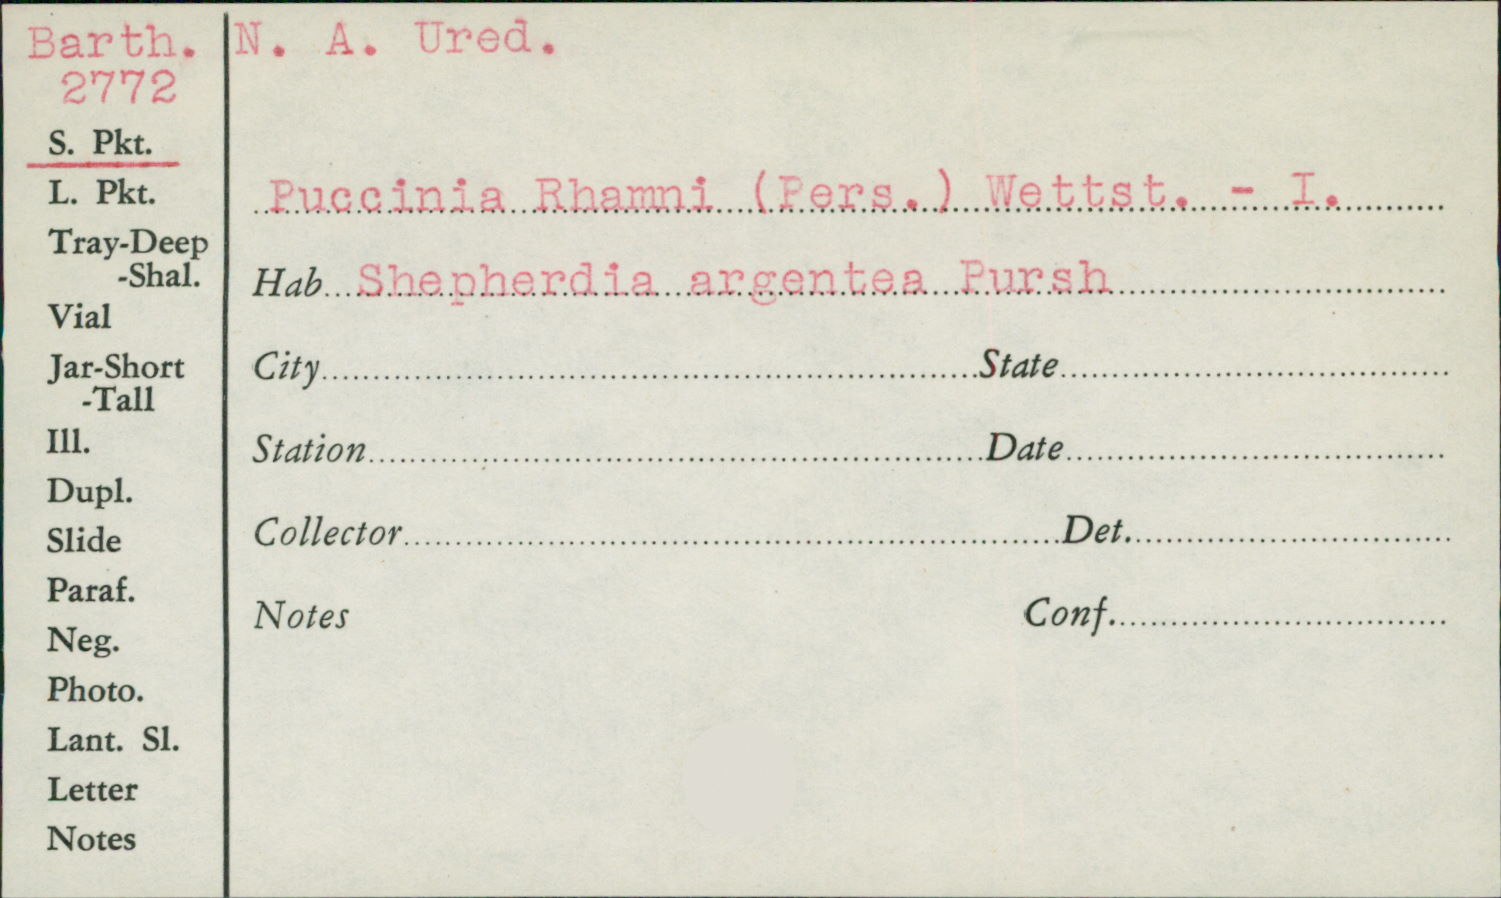 Barth. N. A. Ured.
2772
S. Pkt.
L. Pkt.
Tray-Deep
-Shal.
Vial
Jar-Short
-Tall
Ill.
Dupl.
Slide
Paraf.
Neg.
Photo.
Lant. Sl.
Letter
Notes
Puccinia Rhamni (Pers.) Wettst. - I.
Hab Shepherdia argentea Pursh
City State
Station Date
Collector Det.
Notes Conf.